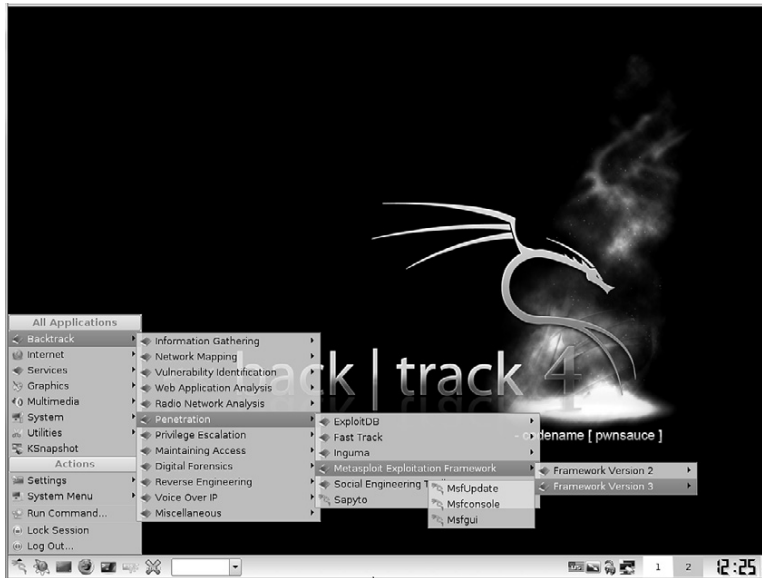 back | track 4
- codename [ pwnsauce ]
All Applications
Backtrack
Internet
Services
Graphics
Multimedia
System
Utilities
KSnapshot
Actions
Settings
System Menu
Run Command...
Lock Session
Log Out...
Information Gathering
Network Mapping
Vulnerability Identification
Web Application Analysis
Radio Network Analysis
Penetration
Privilege Escalation
Maintaining Access
Digital Forensics
Reverse Engineering
Voice Over IP
Miscellaneous
ExploitDB
Fast Track
Inguma
Metasploit Exploitation Framework
Social Engineering
Sapyto
MsfUpdate
Msfconsole
Msfgui
Framework Version 2
Framework Version 3
US
1
2
12:25